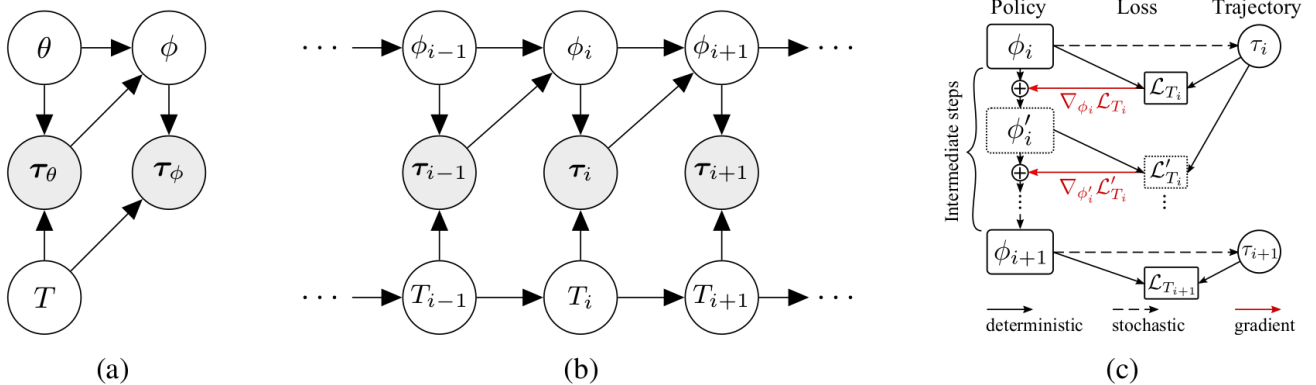 θ
ϕ
τ_θ
τ_ϕ
T
(a)
··· ϕ_{i−1} ϕ_i ϕ_{i+1} ···
τ_{i−1} τ_i τ_{i+1}
··· T_{i−1} T_i T_{i+1} ···
(b)
Policy Loss Trajectory
ϕ_i τ_i
L_{T_i}
+ ∇_{ϕ_i} L_{T_i}
Intermediate steps
ϕ′_i
L′_{T_i}
+ ∇_{ϕ′_i} L′_{T_i}
⋮ ⋮
ϕ_{i+1} τ_{i+1}
L_{T_{i+1}}
deterministic stochastic gradient
(c)